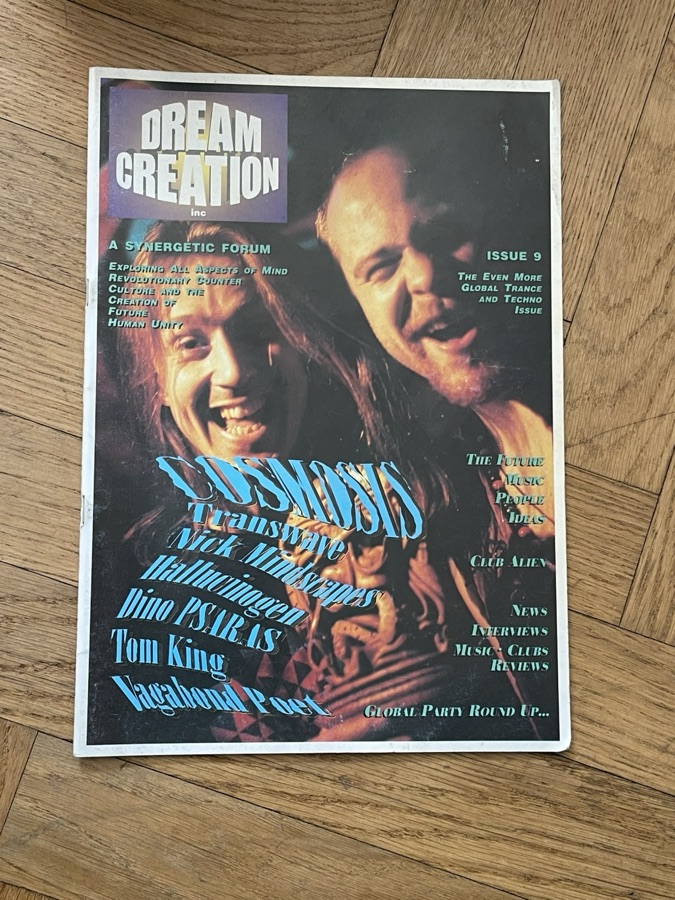 DREAM
CREATION
inc
A SYNERGETIC FORUM
EXPLORING ALL ASPECTS OF MIND
REVOLUTIONARY COUNTER
CULTURE AND THE
CREATION OF
FUTURE
HUMAN UNITY
ISSUE 9
THE EVEN MORE
GLOBAL TRANCE
AND TECHNO
ISSUE
COSMOSIS
Transwave
Nick Mindscapes
Hallucinogen
Dino PSARAS
Tom King
Vagabond Poet
THE FUTURE
MUSIC
PEOPLE
IDEAS
CLUB ALIEN
NEWS
INTERVIEWS
MUSIC - CLUBS
REVIEWS
GLOBAL PARTY ROUND UP...